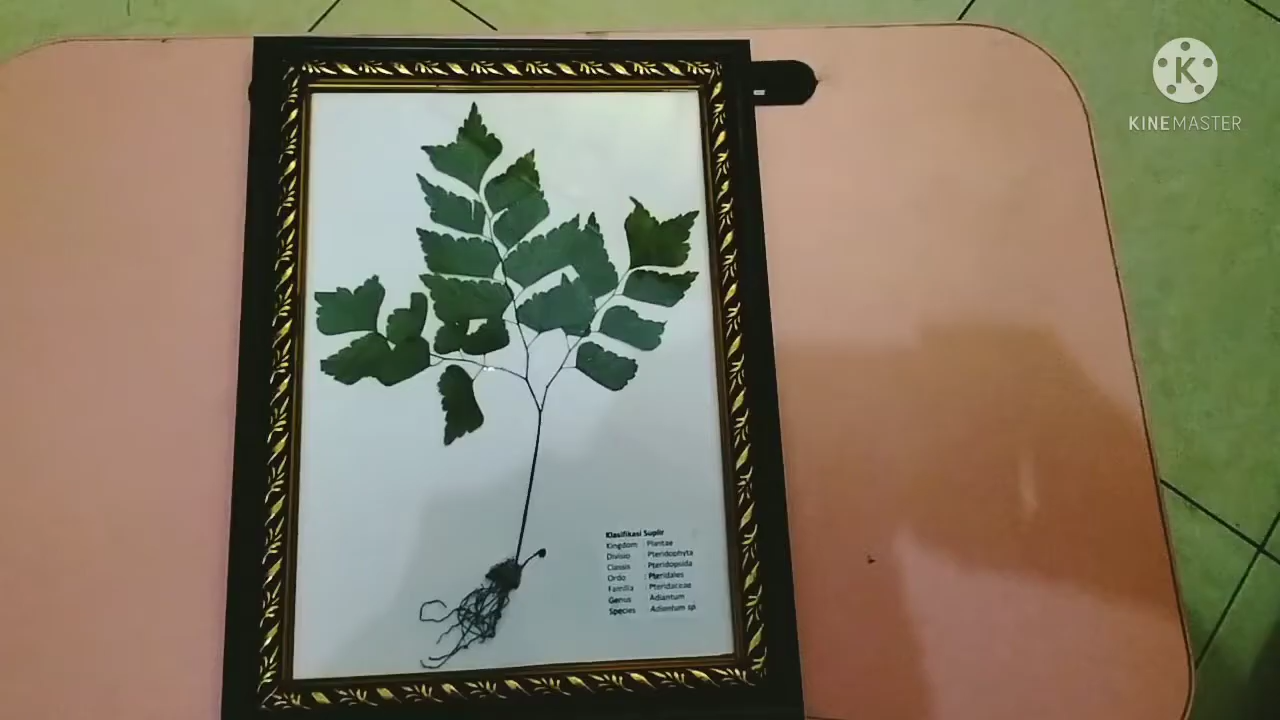 KINEMASTER
Klasifikasi Suplir
Kingdom : Plantae
Divisio : Pteridophyta
Classis : Pteridopsida
Ordo : Pteridales
Familia : Pteridaceae
Genus : Adiantum
Species : Adiantum sp.